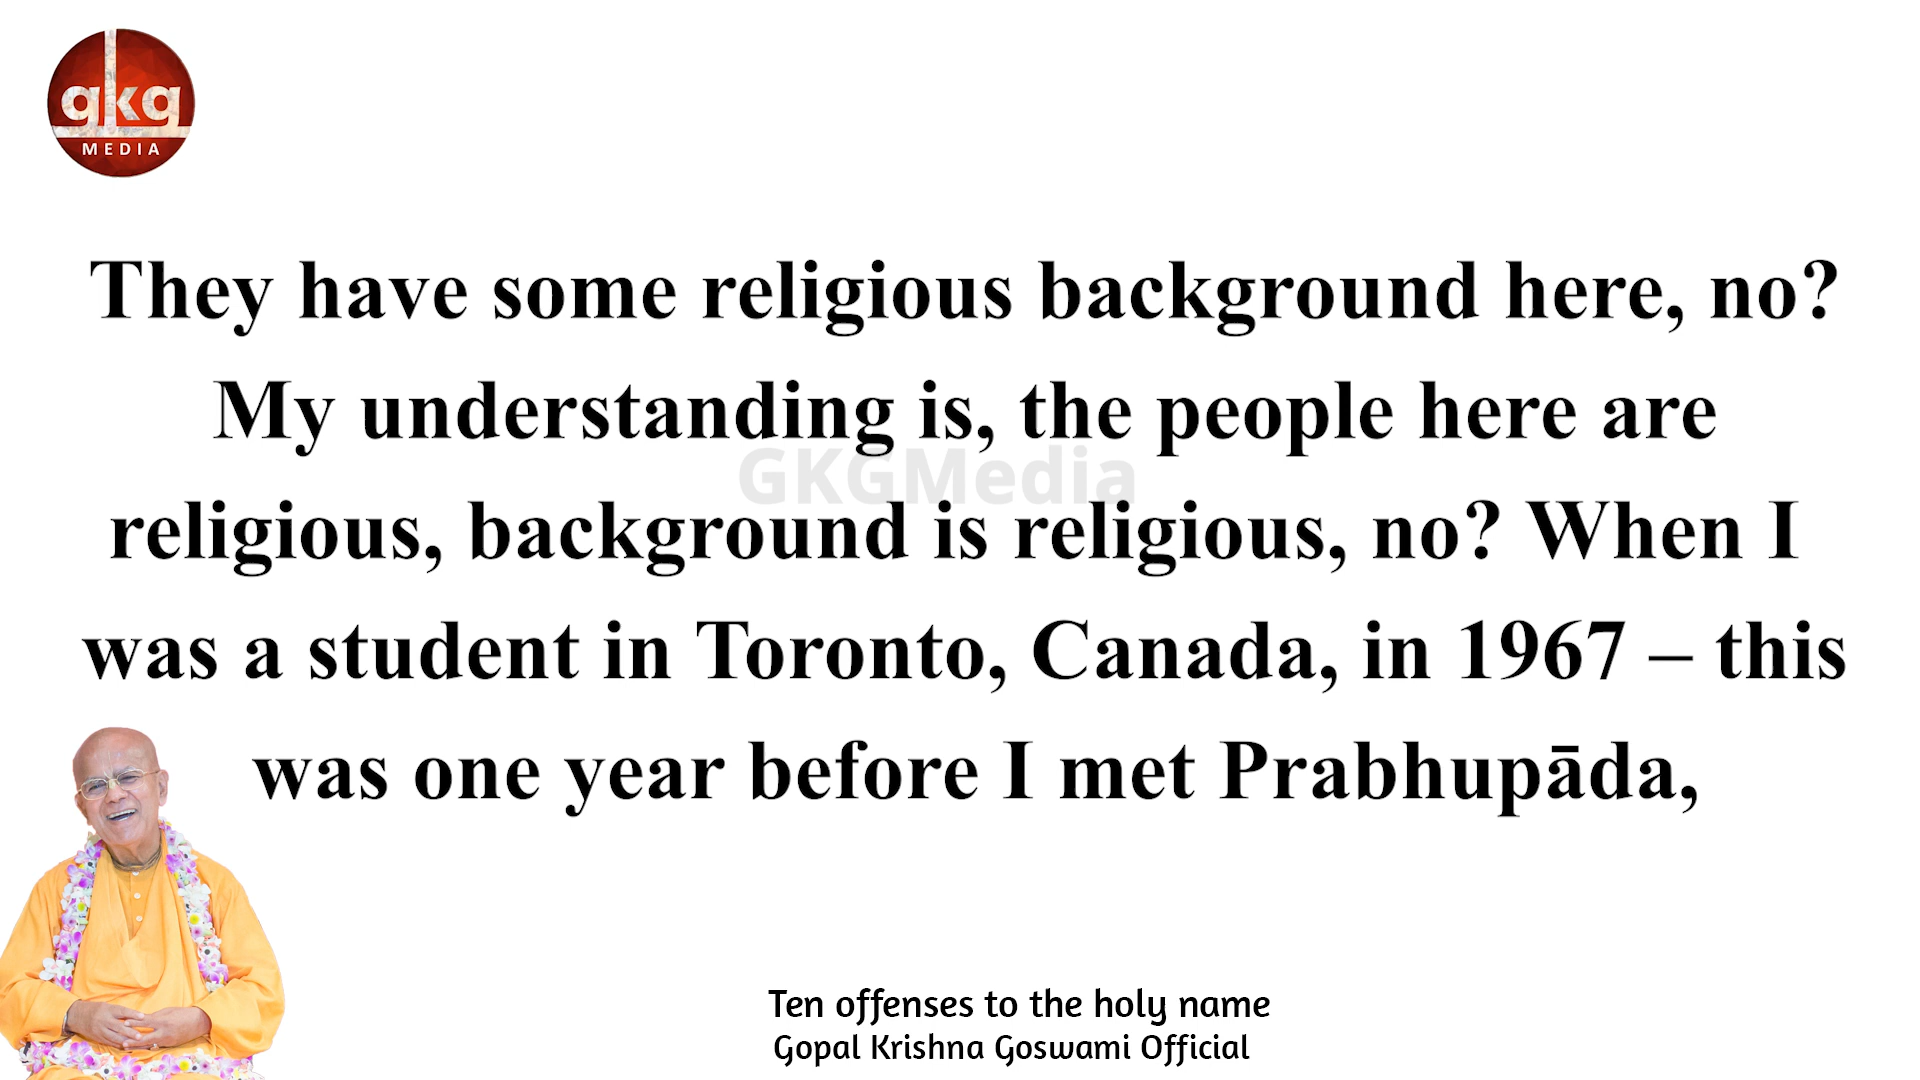 gkg
MEDIA
They have some religious background here, no?
My understanding is, the people here are
GKGMedia
religious, background is religious, no? When I
was a student in Toronto, Canada, in 1967 – this
was one year before I met Prabhupāda,
Ten offenses to the holy name
Gopal Krishna Goswami Official